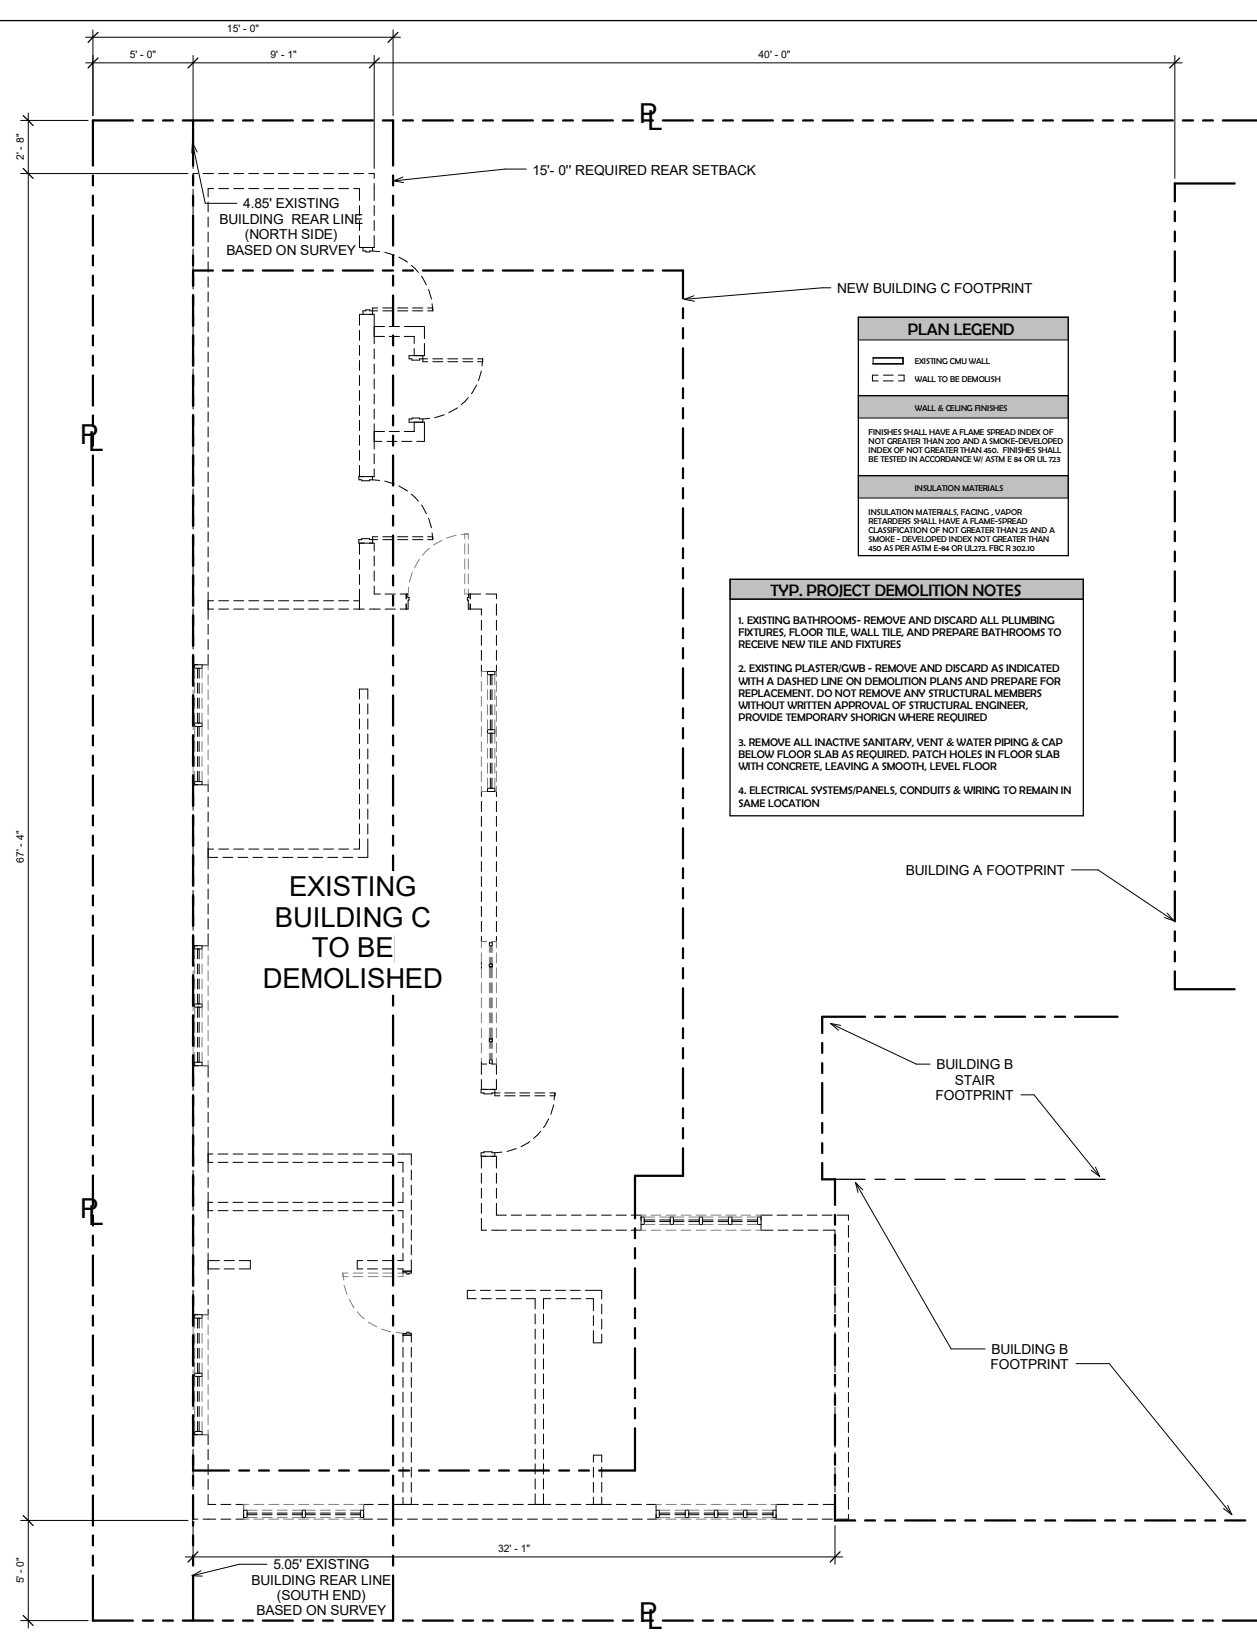 15' - 0"
5' - 0"
9' - 1"
40' - 0"
PL
2' - 8"
15'- 0" REQUIRED REAR SETBACK
4.85' EXISTING
BUILDING REAR LINE
(NORTH SIDE)
BASED ON SURVEY
NEW BUILDING C FOOTPRINT
PLAN LEGEND
EXISTING CMU WALL
WALL TO BE DEMOLISH
WALL & CELING FINISHES
FINISHES SHALL HAVE A FLAME SPREAD INDEX OF
NOT GREATER THAN 200 AND A SMOKE-DEVELOPED
INDEX OF NOT GREATER THAN 450. FINISHES SHALL
BE TESTED IN ACCORDANCE W/ ASTM E 84 OR UL 723
INSULATION MATERIALS
INSULATION MATERIALS, FACING , VAPOR
RETARDERS SHALL HAVE A FLAME-SPREAD
CLASSIFICATION OF NOT GREATER THAN 25 AND A
SMOKE - DEVELOPED INDEX NOT GREATER THAN
450 AS PER ASTM E-84 OR UL273. FBC R 302.10
PL
TYP. PROJECT DEMOLITION NOTES
1. EXISTING BATHROOMS- REMOVE AND DISCARD ALL PLUMBING
FIXTURES, FLOOR TILE, WALL TILE, AND PREPARE BATHROOMS TO
RECEIVE NEW TILE AND FIXTURES
2. EXISTING PLASTER/GWB - REMOVE AND DISCARD AS INDICATED
WITH A DASHED LINE ON DEMOLITION PLANS AND PREPARE FOR
REPLACEMENT. DO NOT REMOVE ANY STRUCTURAL MEMBERS
WITHOUT WRITTEN APPROVAL OF STRUCTURAL ENGINEER,
PROVIDE TEMPORARY SHORIGN WHERE REQUIRED
3. REMOVE ALL INACTIVE SANITARY, VENT & WATER PIPING & CAP
BELOW FLOOR SLAB AS REQUIRED. PATCH HOLES IN FLOOR SLAB
WITH CONCRETE, LEAVING A SMOOTH, LEVEL FLOOR
4. ELECTRICAL SYSTEMS/PANELS, CONDUITS & WIRING TO REMAIN IN
SAME LOCATION
67' - 4"
BUILDING A FOOTPRINT
EXISTING
BUILDING C
TO BE
DEMOLISHED
BUILDING B
STAIR
FOOTPRINT
PL
BUILDING B
FOOTPRINT
32' - 1"
5' - 0"
5.05' EXISTING
BUILDING REAR LINE
(SOUTH END)
BASED ON SURVEY
PL